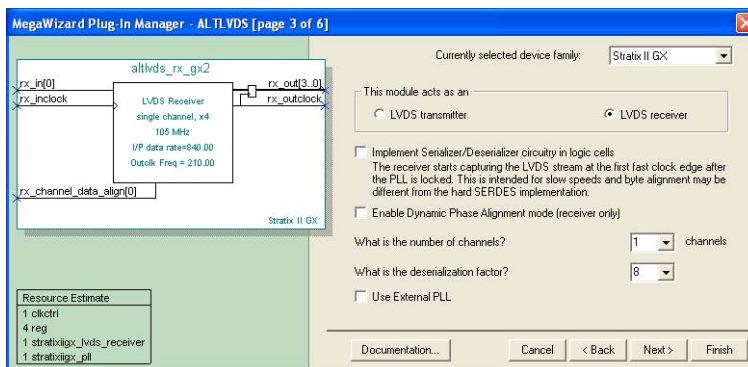 MegaWizard Plug-In Manager - ALTLVDS [page 3 of 6]
altlvds_rx_gx2
rx_in[0]
rx_inclock
rx_out[3..0]
rx_outclock
LVDS Receiver
single channel, x4
105 MHz
I/P data rate=840.00
Outclk Freq = 210.00
rx_channel_data_align[0]
Stratix II GX
Resource Estimate
1 clkctrl
4 reg
1 stratixiigx_lvds_receiver
1 stratixiigx_pll
Currently selected device family:
Stratix II GX
This module acts as an
LVDS transmitter
LVDS receiver
Implement Serializer/Deserializer circuitry in logic cells
The receiver starts capturing the LVDS stream at the first fast clock edge after
the PLL is locked. This is intended for slow speeds and byte alignment may be
different from the hard SERDES implementation.
Enable Dynamic Phase Alignment mode (receiver only)
What is the number of channels?
1
channels
What is the deserialization factor?
8
Use External PLL
Documentation...
Cancel
< Back
Next >
Finish